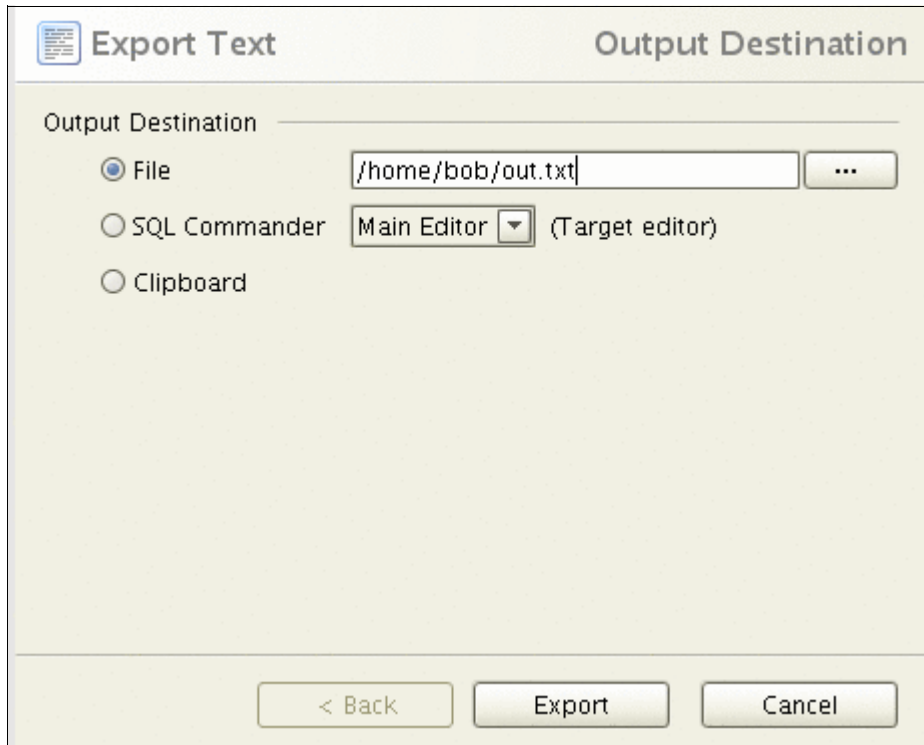 Export Text Output Destination
Output Destination
File /home/bob/out.txt ...
SQL Commander Main Editor (Target editor)
Clipboard
< Back Export Cancel